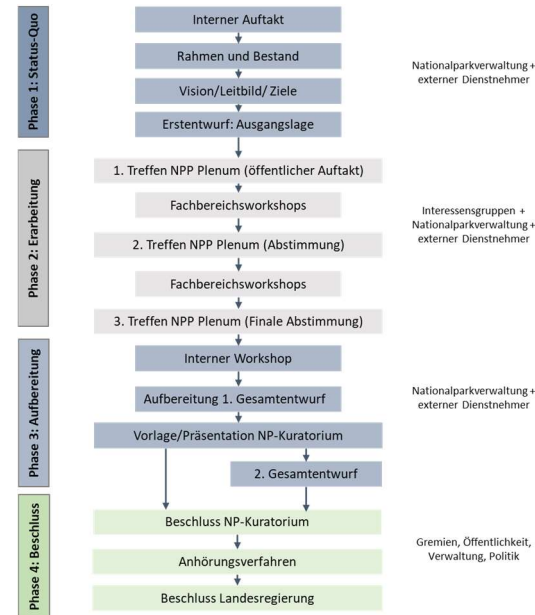 Phase 1: Status-Quo
Interner Auftakt
Rahmen und Bestand
Vision/Leitbild/ Ziele
Erstentwurf: Ausgangslage
Nationalparkverwaltung +
externer Dienstnehmer
Phase 2: Erarbeitung
1. Treffen NPP Plenum (öffentlicher Auftakt)
Fachbereichsworkshops
2. Treffen NPP Plenum (Abstimmung)
Fachbereichsworkshops
3. Treffen NPP Plenum (Finale Abstimmung)
Interessensgruppen +
Nationalparkverwaltung +
externer Dienstnehmer
Phase 3: Aufbereitung
Interner Workshop
Aufbereitung 1. Gesamtentwurf
Vorlage/Präsentation NP-Kuratorium
2. Gesamtentwurf
Nationalparkverwaltung +
externer Dienstnehmer
Phase 4: Beschluss
Beschluss NP-Kuratorium
Anhörungsverfahren
Beschluss Landesregierung
Gremien, Öffentlichkeit,
Verwaltung, Politik